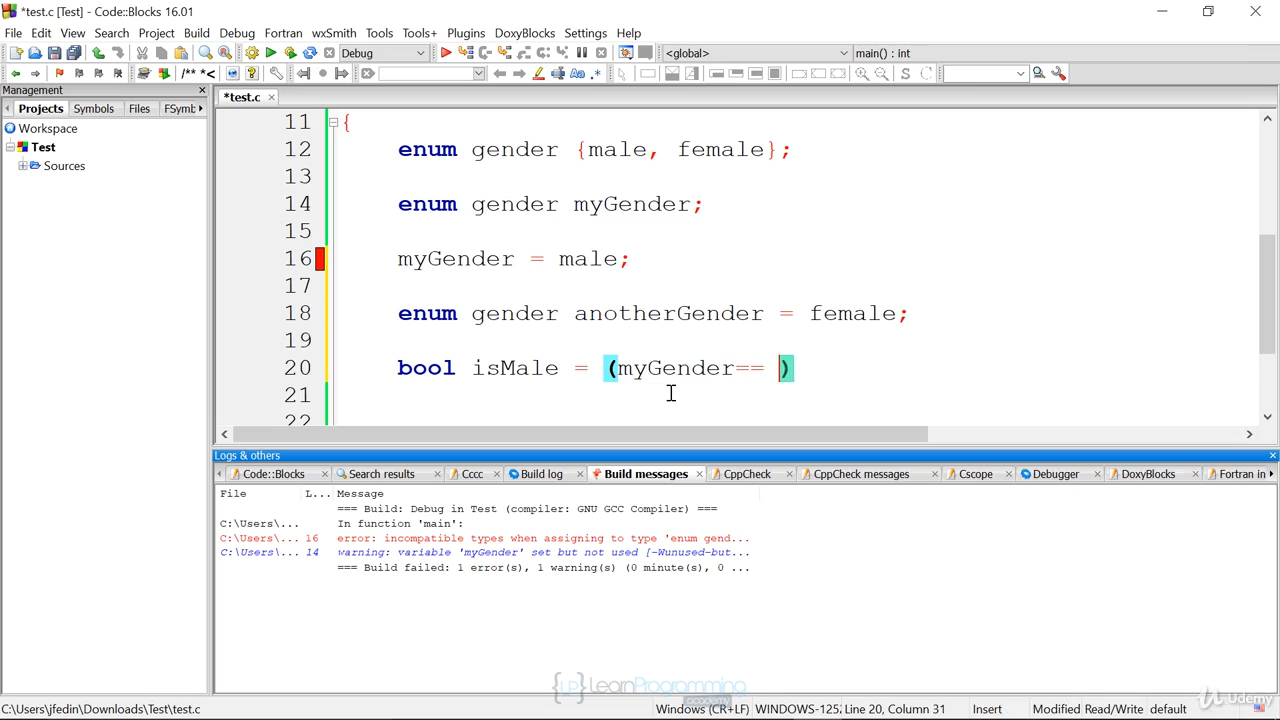 *test.c [Test] - Code::Blocks 16.01
File Edit View Search Project Build Debug Fortran wxSmith Tools Tools+ Plugins DoxyBlocks Settings Help
Debug <global> main() : int
/** *<
Management
Projects Symbols Files FSymb
*test.c
Workspace
Test
Sources
11 {
12 enum gender {male, female};
13
14 enum gender myGender;
15
16 myGender = male;
17
18 enum gender anotherGender = female;
19
20 bool isMale = (myGender== )
21
22
Logs & others
Code::Blocks Search results Cccc Build log Build messages CppCheck CppCheck messages Cscope Debugger DoxyBlocks Fortran in
File L... Message
=== Build: Debug in Test (compiler: GNU GCC Compiler) ===
C:\Users\... In function 'main':
C:\Users\... 16 error: incompatible types when assigning to type 'enum gend...
C:\Users\... 14 warning: variable 'myGender' set but not used [-Wunused-but...
=== Build failed: 1 error(s), 1 warning(s) (0 minute(s), 0 ...
LP LearnProgramming
academy
Udemy
C:\Users\jfedin\Downloads\Test\test.c Windows (CR+LF) WINDOWS-125 Line 20, Column 31 Insert Modified Read/Write default